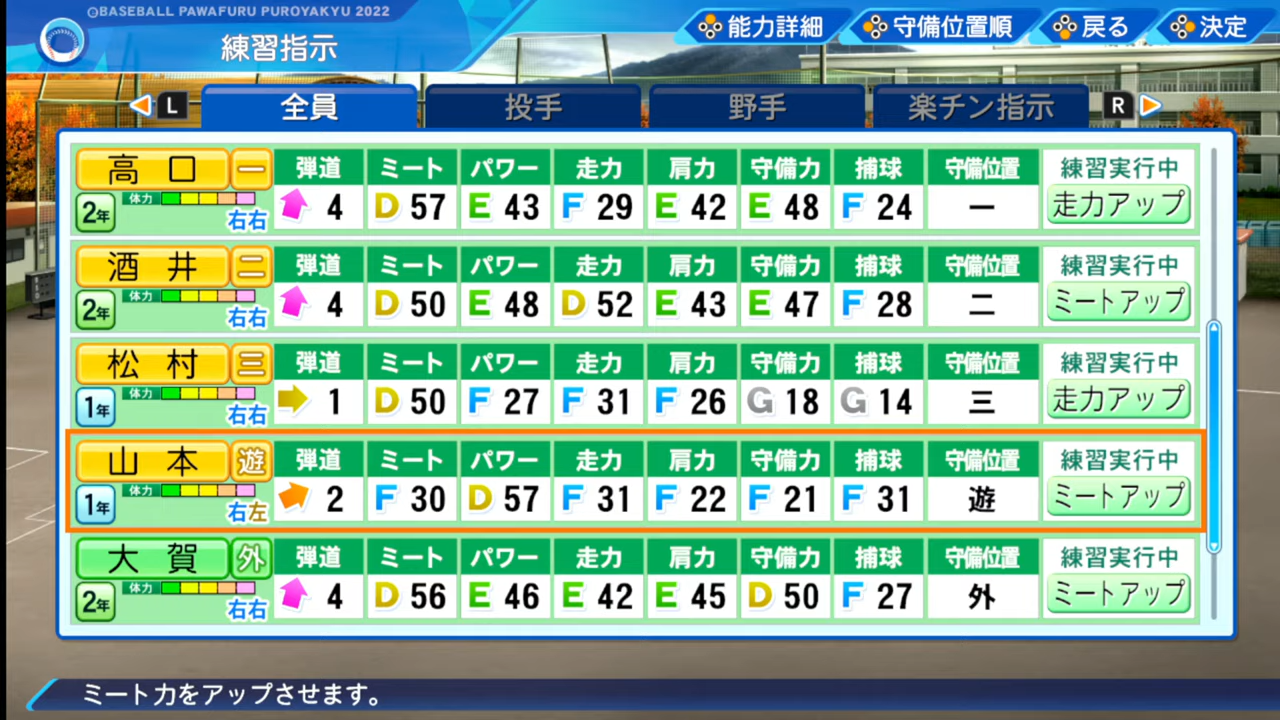 ©BASEBALL PAWAFURU PUROYAKYU 2022
練習指示
能力詳細 守備位置順 戻る 決定
L 全員 投手 野手 楽チン指示 R
高口 一 弾道 ミート パワー 走力 肩力 守備力 捕球 守備位置 練習実行中
2年 体力 右右 4 D 57 E 43 F 29 E 42 E 48 F 24 一 走力アップ
酒井 二 弾道 ミート パワー 走力 肩力 守備力 捕球 守備位置 練習実行中
2年 体力 右右 4 D 50 E 48 D 52 E 43 E 47 F 28 二 ミートアップ
松村 三 弾道 ミート パワー 走力 肩力 守備力 捕球 守備位置 練習実行中
1年 体力 右右 1 D 50 F 27 F 31 F 26 G 18 G 14 三 走力アップ
山本 遊 弾道 ミート パワー 走力 肩力 守備力 捕球 守備位置 練習実行中
1年 体力 右左 2 F 30 D 57 F 31 F 22 F 21 F 31 遊 ミートアップ
大賀 外 弾道 ミート パワー 走力 肩力 守備力 捕球 守備位置 練習実行中
2年 体力 右右 4 D 56 E 46 E 42 E 45 D 50 F 27 外 ミートアップ
ミート力をアップさせます。